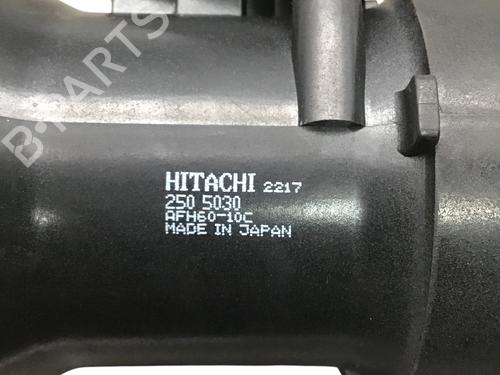 B-PARTS
HITACHI 2217
250 5030
AFH60-10C
MADE IN JAPAN